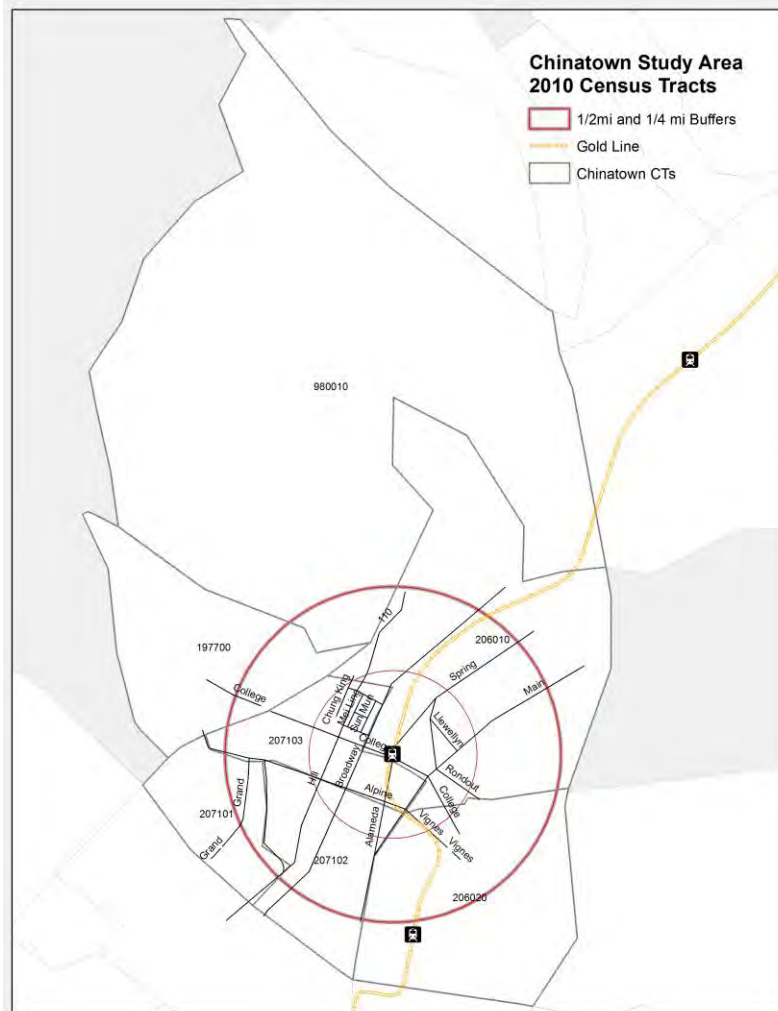 Chinatown Study Area
2010 Census Tracts
1/2mi and 1/4 mi Buffers
Gold Line
Chinatown CTs
980010
110
206010
197700
Spring
Main
College
Chung King
Mei Ling
Sun Mun
Llewellyn
207103
College
Broadway
Hill
Rondout
Alpine
College
Grand
207101
Alameda
Vignes
Vignes
Grand
207102
206020